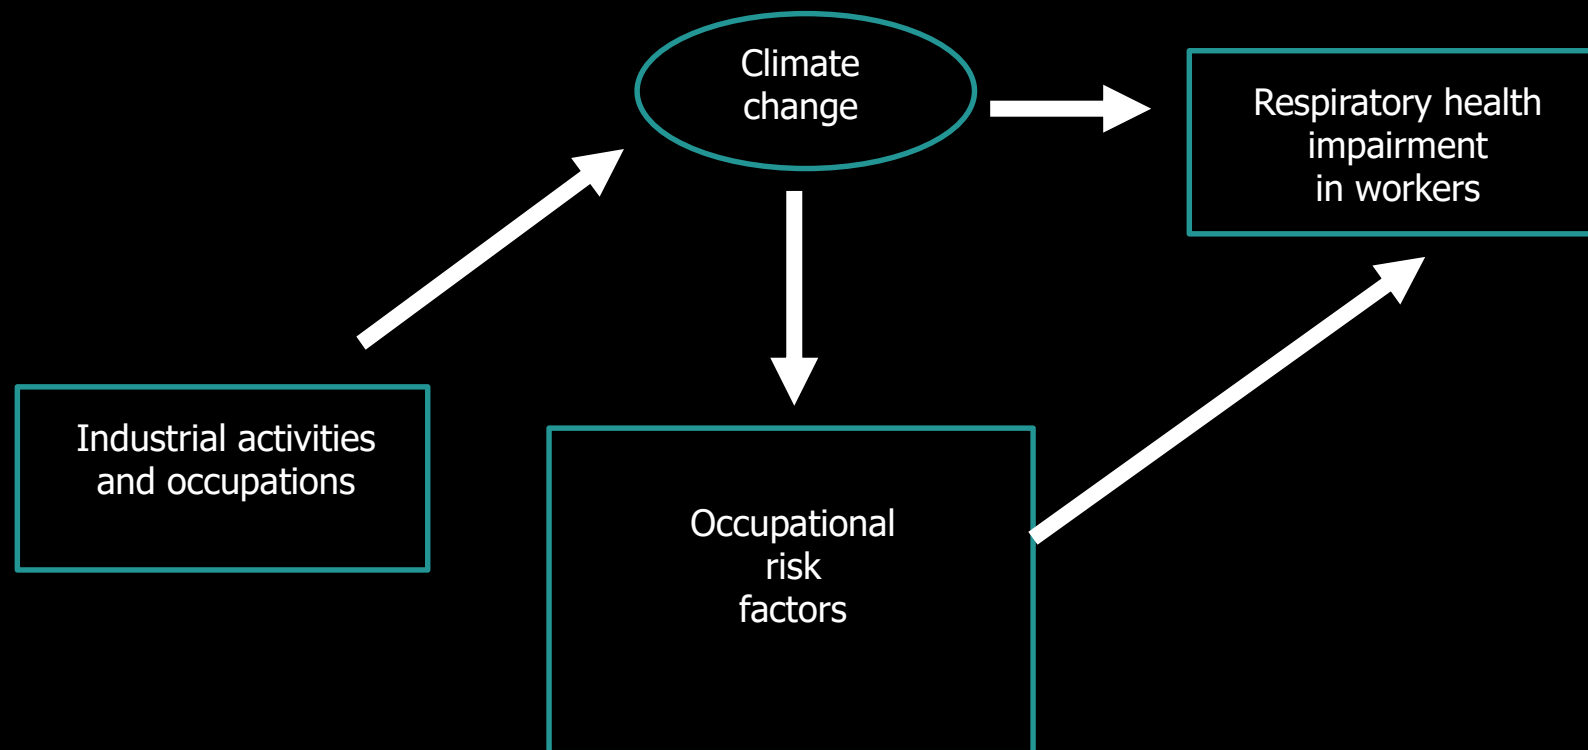 Climate
change
Respiratory health
impairment
in workers
Industrial activities
and occupations
Occupational
risk
factors